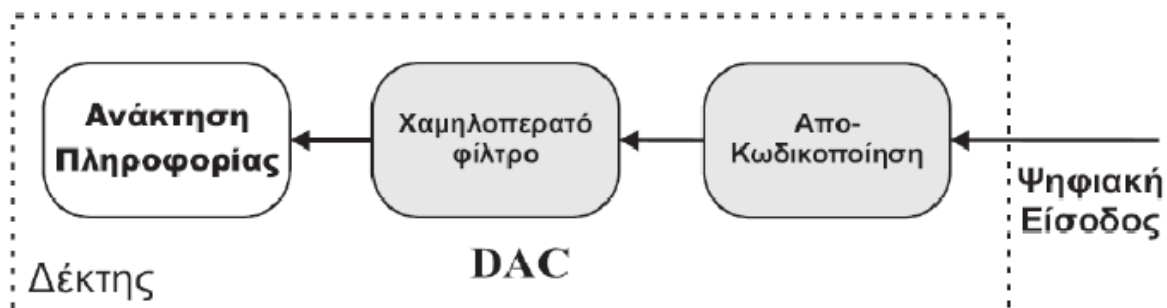 Ανάκτηση
Πληροφορίας
Χαμηλοπερατό
φίλτρο
Απο-
Κωδικοποίηση
Ψηφιακή
Είσοδος
DAC
Δέκτης